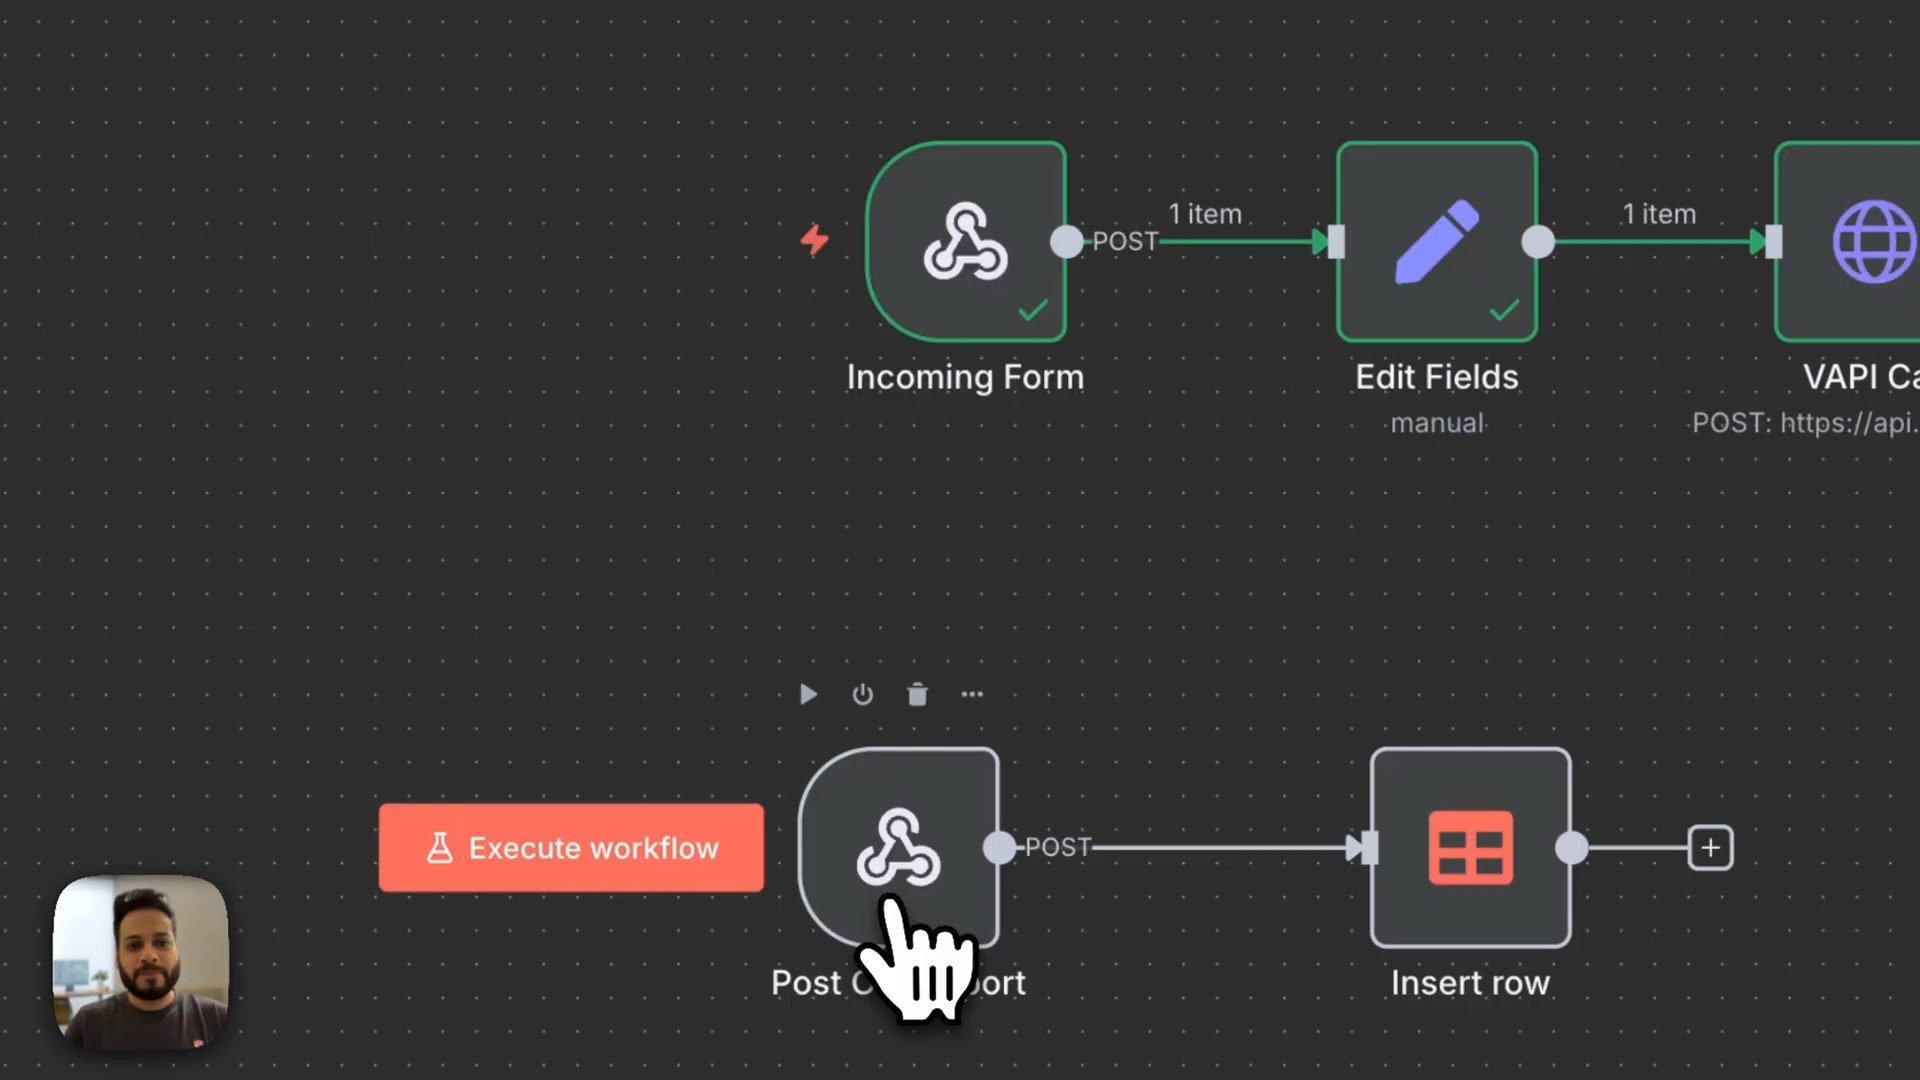 1 item
1 item
POST
Incoming Form
Edit Fields
VAPI
manual
POST: https://api.
Execute workflow
POST
Post
Insert row